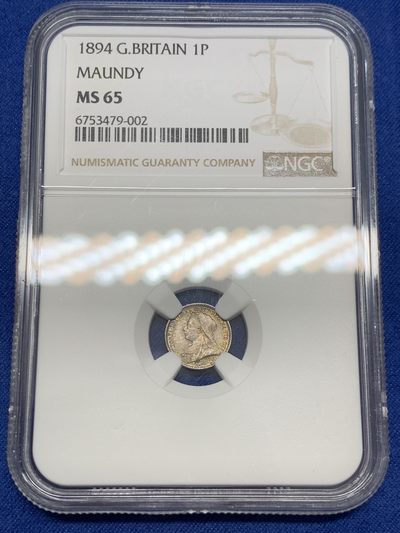 1894 G.BRITAIN 1P
MAUNDY
MS 65
6753479-002
NUMISMATIC GUARANTY COMPANY
NGC